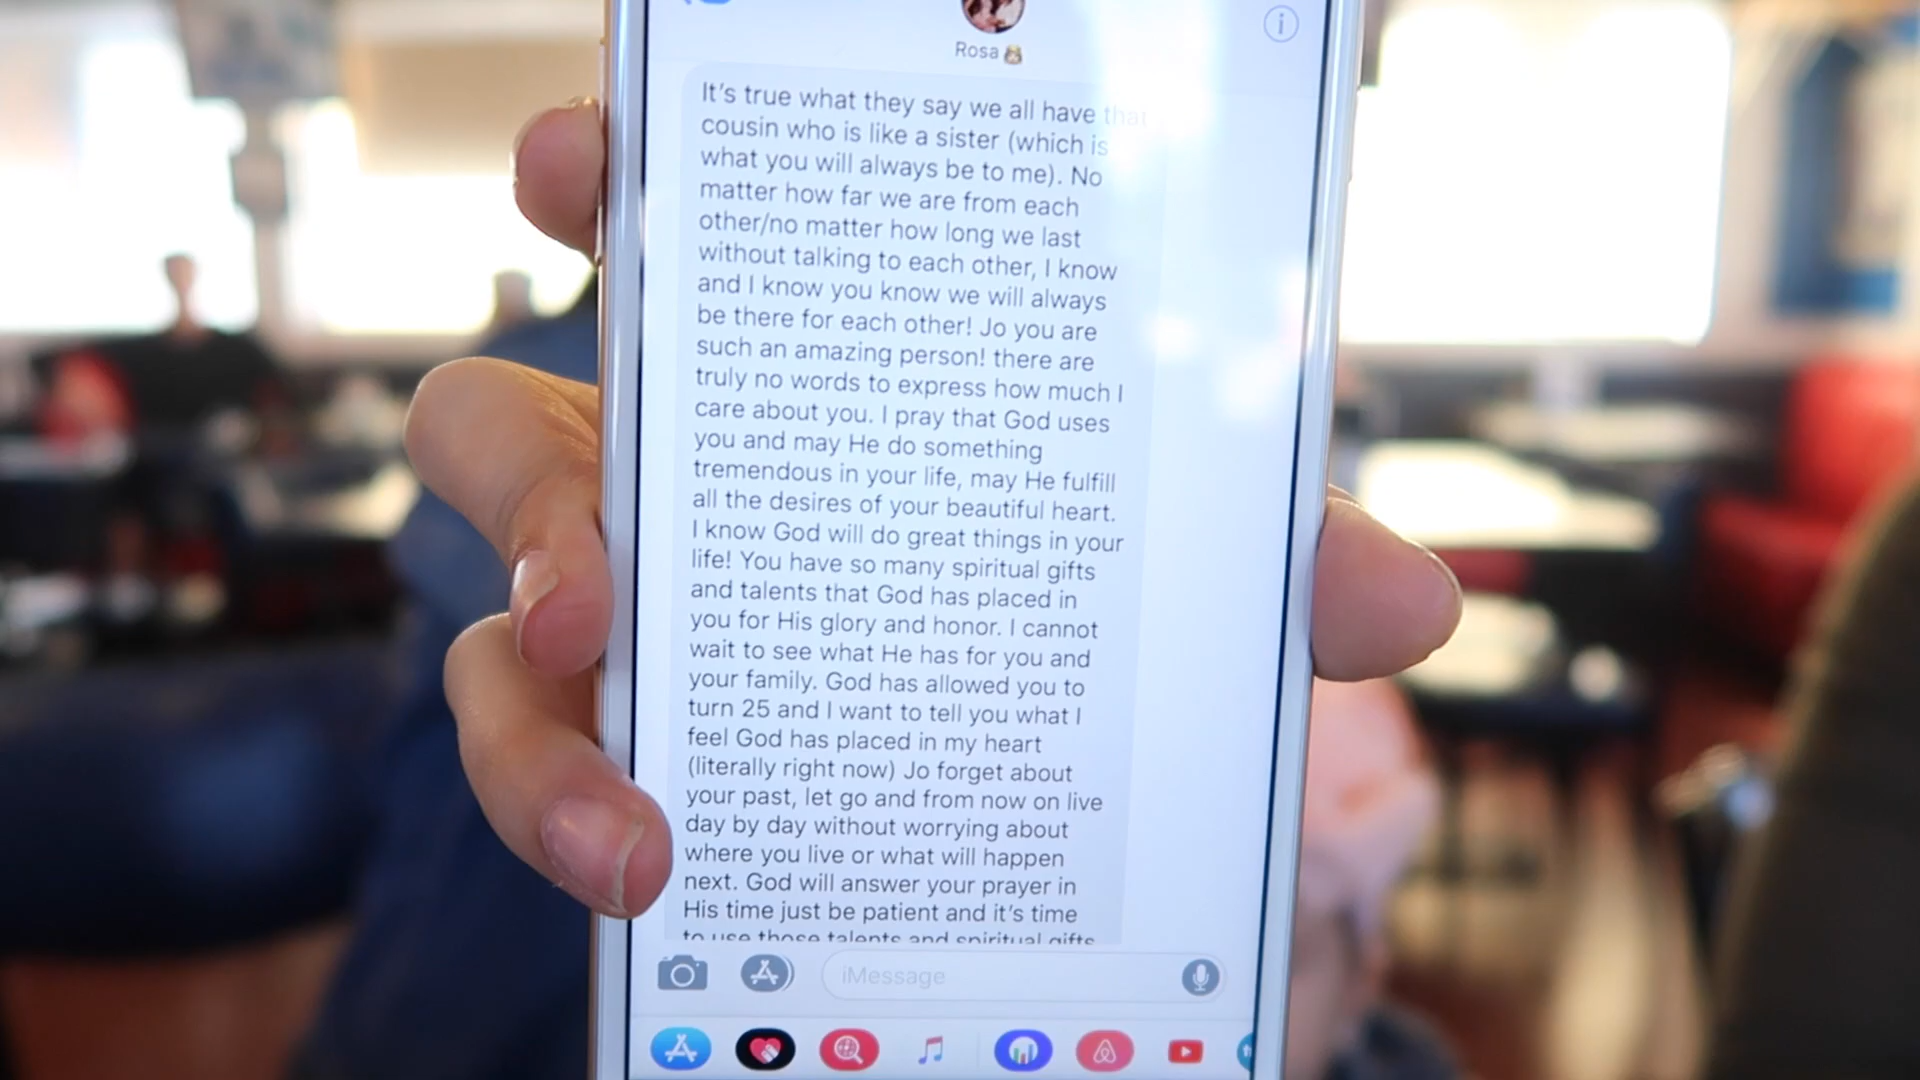 Rosa
It's true what they say we all have that
cousin who is like a sister (which is
what you will always be to me). No
matter how far we are from each
other/no matter how long we last
without talking to each other, I know
and I know you know we will always
be there for each other! Jo you are
such an amazing person! there are
truly no words to express how much I
care about you. I pray that God uses
you and may He do something
tremendous in your life, may He fulfill
all the desires of your beautiful heart.
I know God will do great things in your
life! You have so many spiritual gifts
and talents that God has placed in
you for His glory and honor. I cannot
wait to see what He has for you and
your family. God has allowed you to
turn 25 and I want to tell you what I
feel God has placed in my heart
(literally right now) Jo forget about
your past, let go and from now on live
day by day without worrying about
where you live or what will happen
next. God will answer your prayer in
His time just be patient and it's time
to use those talents and spiritual gifts
iMessage